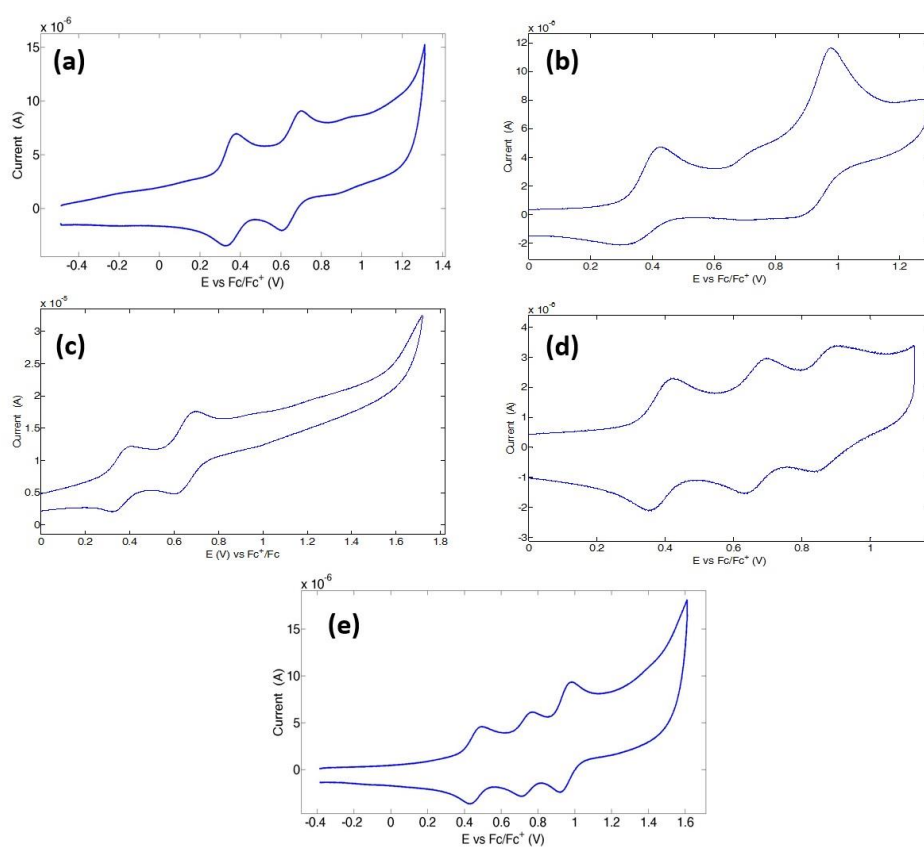 x 10⁻⁶
(a)
15
10
5
0
Current (A)
-0.4 -0.2 0 0.2 0.4 0.6 0.8 1 1.2 1.4
E vs Fc/Fc⁺ (V)
x 10⁻⁶
(b)
12
10
8
6
4
2
0
-2
Current (A)
0 0.2 0.4 0.6 0.8 1 1.2
E vs Fc/Fc⁺ (V)
x 10⁻⁵
(c)
3
2.5
2
1.5
1
0.5
0
Current (A)
0 0.2 0.4 0.6 0.8 1 1.2 1.4 1.6 1.8
E (V) vs Fc⁺/Fc
x 10⁻⁶
(d)
4
3
2
1
0
-1
-2
-3
Current (A)
0 0.2 0.4 0.6 0.8 1
E vs Fc/Fc⁺ (V)
x 10⁻⁶
(e)
15
10
5
0
Current (A)
-0.4 -0.2 0 0.2 0.4 0.6 0.8 1 1.2 1.4 1.6
E vs Fc/Fc⁺ (V)